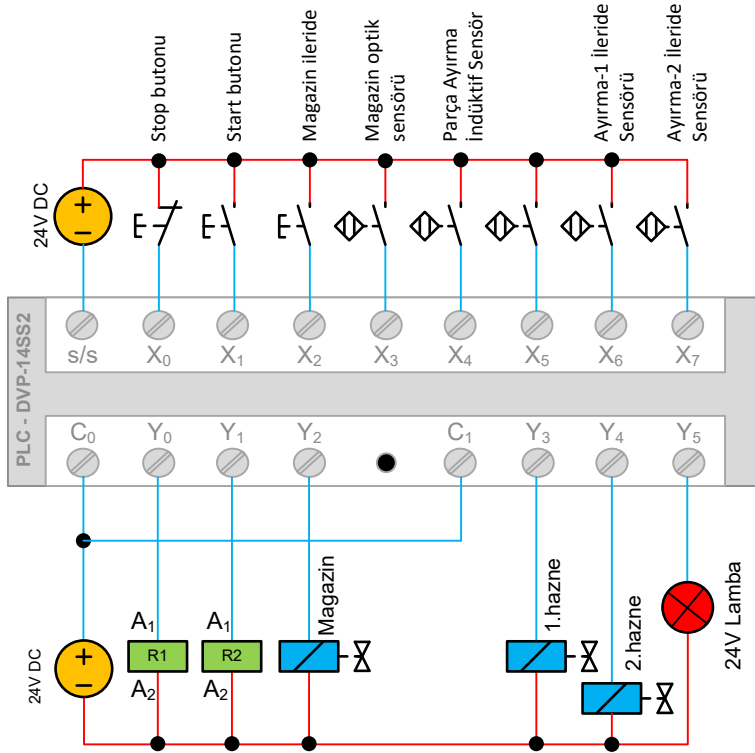 Stop butonu
Start butonu
Magazin ileride
Magazin optik
sensörü
Parça Ayırma
İndüktif Sensör
Ayırma-1 İleride
Sensörü
Ayırma-2 İleride
Sensörü
24V DC
+
−
PLC - DVP-14SS2
s/s
X0
X1
X2
X3
X4
X5
X6
X7
C0
Y0
Y1
Y2
C1
Y3
Y4
Y5
24V DC
+
−
A1
R1
A2
A1
R2
A2
Magazin
1.hazne
2.hazne
24V Lamba